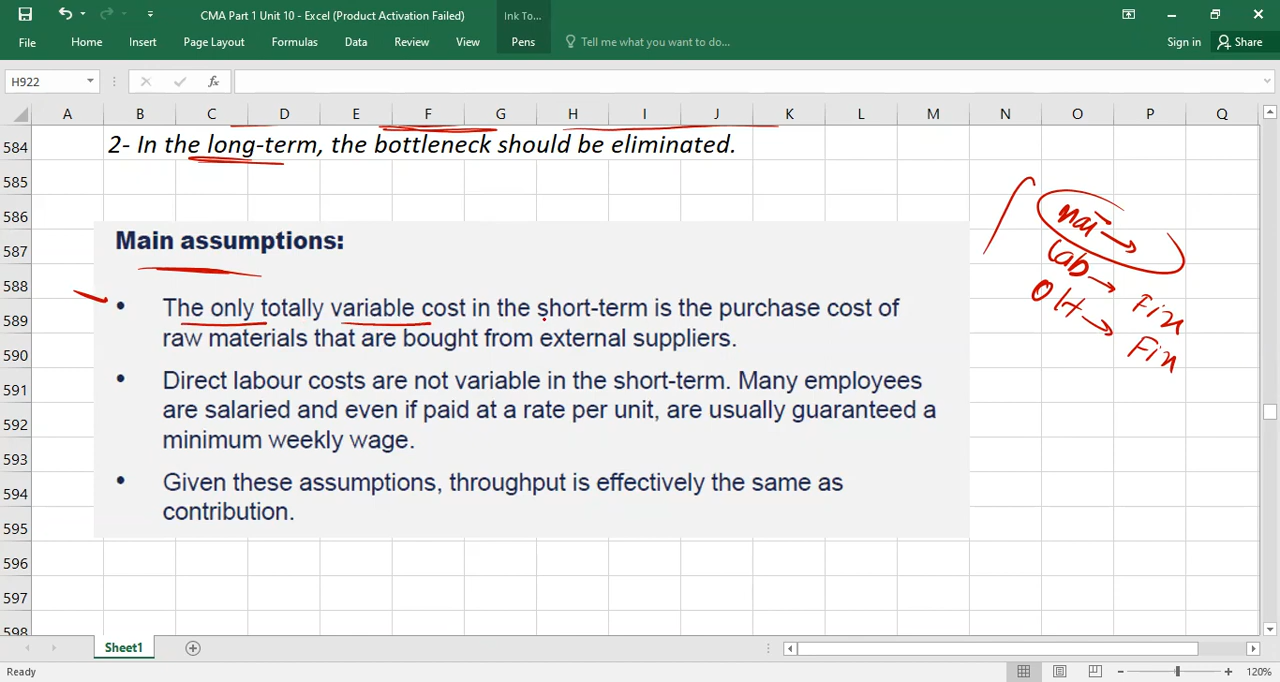 CMA Part 1 Unit 10 - Excel (Product Activation Failed)
Ink To...
File
Home
Insert
Page Layout
Formulas
Data
Review
View
Pens
Tell me what you want to do...
Sign in
Share
H922
fx
A B C D E F G H I J K L M N O P Q
584
2- In the long-term, the bottleneck should be eliminated.
585
586
587
Main assumptions:
588
589
• The only totally variable cost in the short-term is the purchase cost of
590
raw materials that are bought from external suppliers.
591
• Direct labour costs are not variable in the short-term. Many employees
592
are salaried and even if paid at a rate per unit, are usually guaranteed a
593
minimum weekly wage.
594
• Given these assumptions, throughput is effectively the same as
595
contribution.
596
597
598
Lab → Fix
OH → Fix
Sheet1
Ready
120%